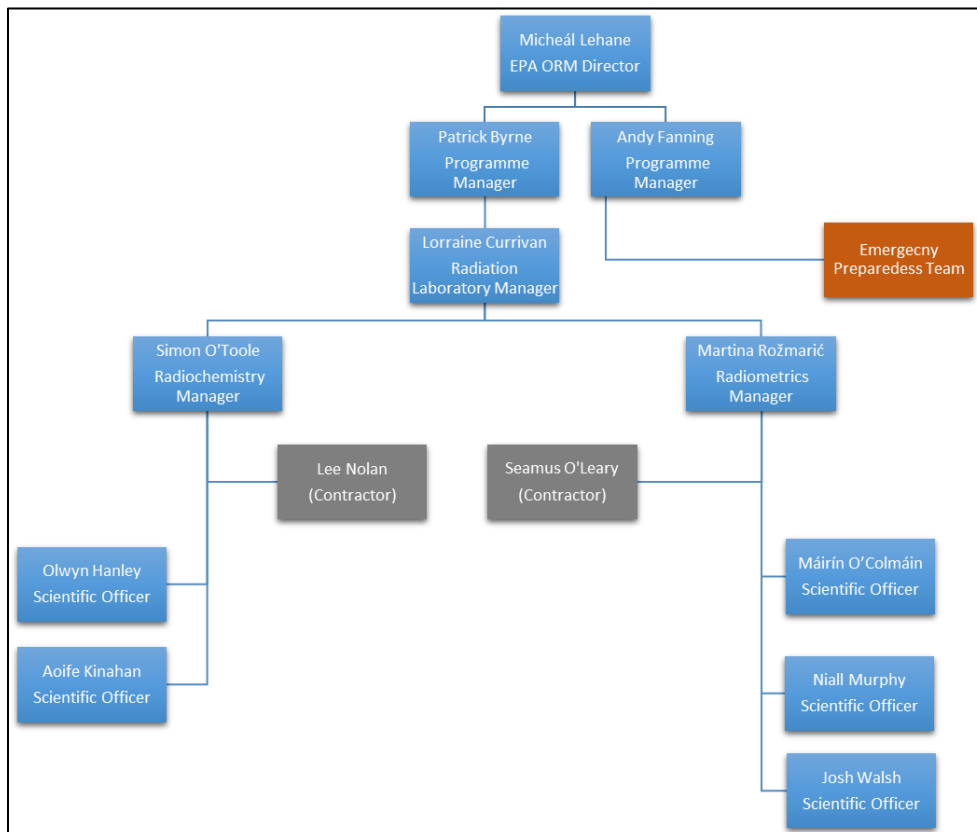 Micheál Lehane
EPA ORM Director
Patrick Byrne
Programme
Manager
Andy Fanning
Programme
Manager
Lorraine Currivan
Radiation
Laboratory Manager
Emergecny
Preparedess Team
Simon O'Toole
Radiochemistry
Manager
Martina Rožmarić
Radiometrics
Manager
Lee Nolan
(Contractor)
Seamus O'Leary
(Contractor)
Olwyn Hanley
Scientific Officer
Máirín O’Colmáin
Scientific Officer
Aoife Kinahan
Scientific Officer
Niall Murphy
Scientific Officer
Josh Walsh
Scientific Officer